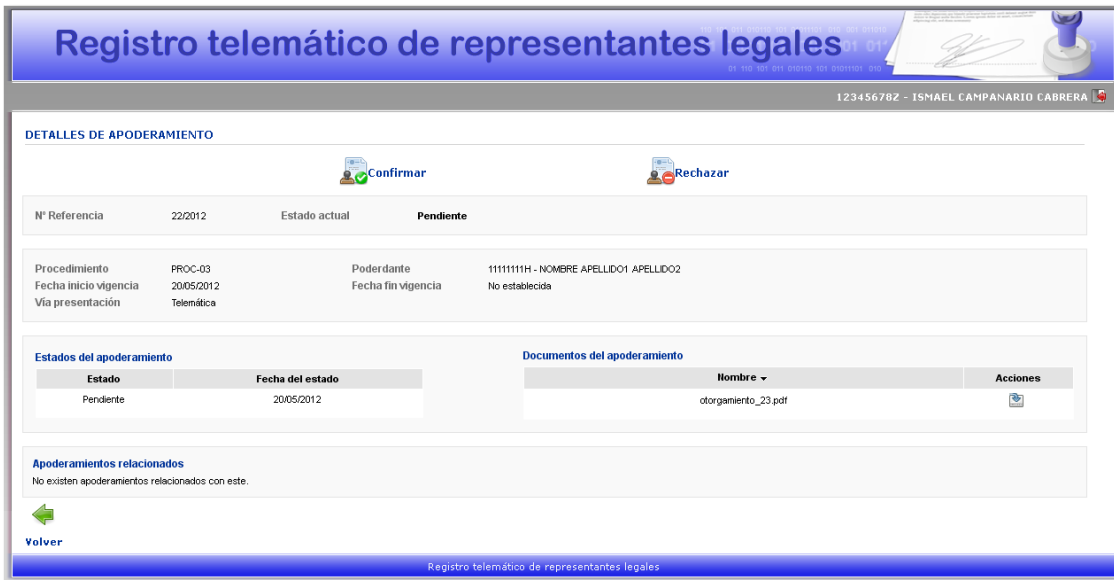 Registro telemático de representantes legales
12345678Z - ISMAEL CAMPANARIO CABRERA
DETALLES DE APODERAMIENTO
Confirmar Rechazar
Nº Referencia 22/2012 Estado actual Pendiente
Procedimiento PROC-03 Poderdante 11111111H - NOMBRE APELLIDO1 APELLIDO2
Fecha inicio vigencia 20/05/2012 Fecha fin vigencia No establecida
Vía presentación Telemática
Estados del apoderamiento
Estado Fecha del estado
Pendiente 20/05/2012
Documentos del apoderamiento
Nombre Acciones
otorgamiento_23.pdf
Apoderamientos relacionados
No existen apoderamientos relacionados con este.
Volver
Registro telemático de representantes legales